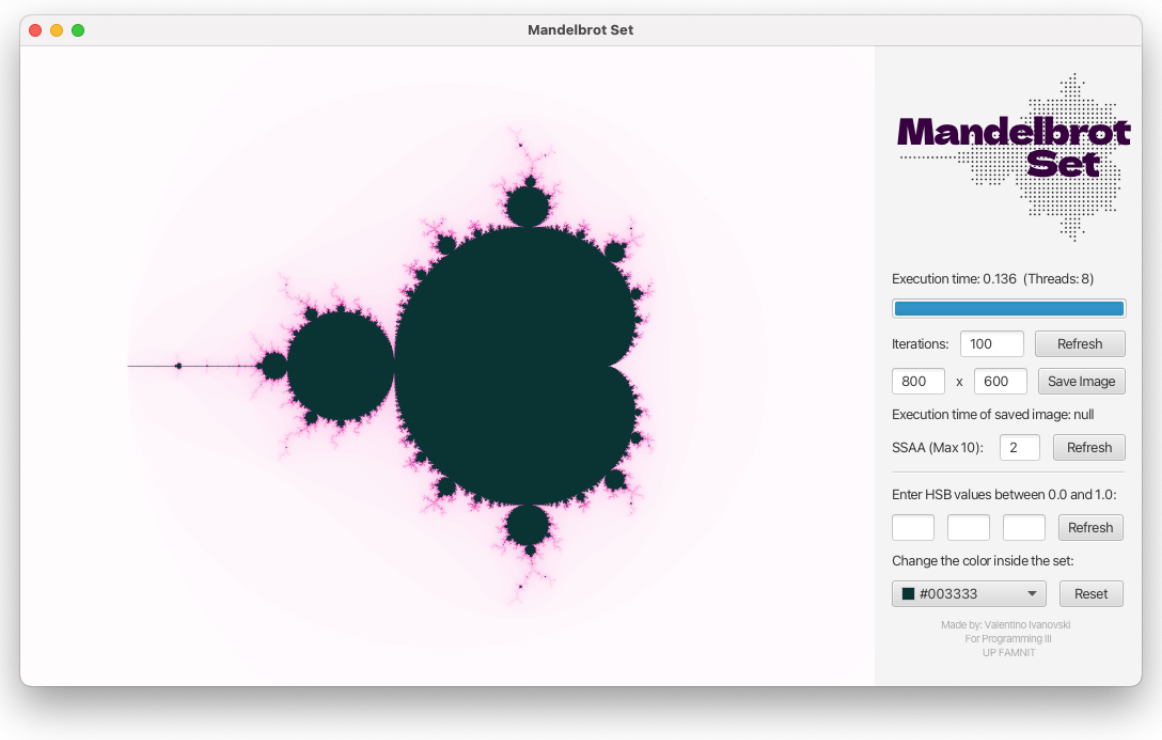 Mandelbrot Set
Mandelbrot
Set
Execution time: 0.136 (Threads: 8)
Iterations: 100 Refresh
800 x 600 Save Image
Execution time of saved image: null
SSAA (Max 10): 2 Refresh
Enter HSB values between 0.0 and 1.0:
Refresh
Change the color inside the set:
#003333 Reset
Made by: Valentino Ivanovski
For Programming III
UP FAMNIT